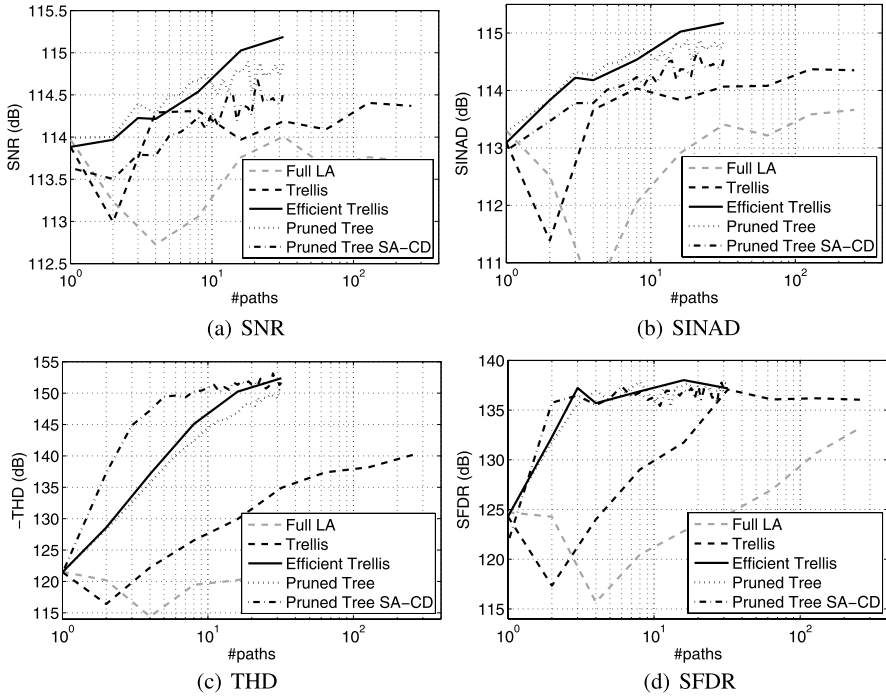 115.5
115
114.5
114
113.5
113
112.5
SNR (dB)
10^0
10^1
10^2
#paths
Full LA
Trellis
Efficient Trellis
Pruned Tree
Pruned Tree SA-CD
(a) SNR
115
114
113
112
111
SINAD (dB)
10^0
10^1
10^2
#paths
Full LA
Trellis
Efficient Trellis
Pruned Tree
Pruned Tree SA-CD
(b) SINAD
155
150
145
140
135
130
125
120
115
-THD (dB)
10^0
10^1
10^2
#paths
Full LA
Trellis
Efficient Trellis
Pruned Tree
Pruned Tree SA-CD
(c) THD
140
135
130
125
120
115
SFDR (dB)
10^0
10^1
10^2
#paths
Full LA
Trellis
Efficient Trellis
Pruned Tree
Pruned Tree SA-CD
(d) SFDR